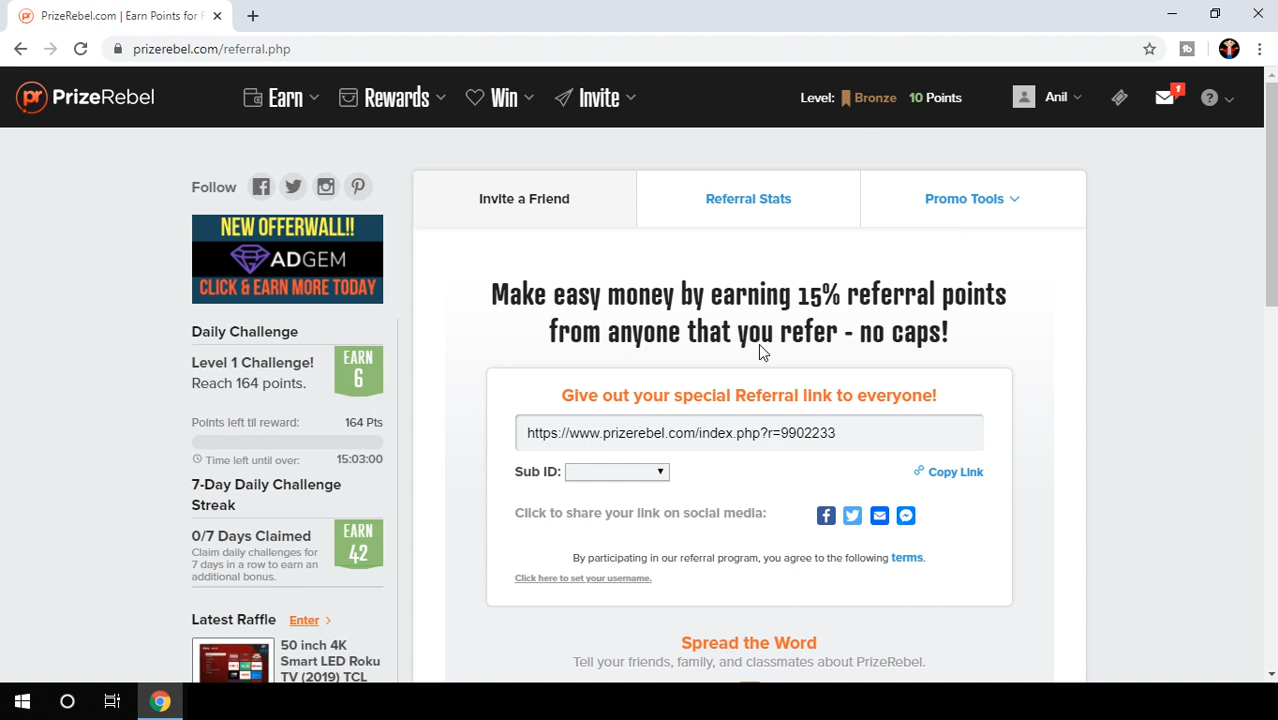 PrizeRebel.com | Earn Points for F
prizerebel.com/referral.php
pr PrizeRebel
Earn
Rewards
Win
Invite
Level: Bronze 10 Points
Anil
1
?
Follow
NEW OFFERWALL!!
ADGEM
CLICK & EARN MORE TODAY
Daily Challenge
Level 1 Challenge!
Reach 164 points.
EARN
6
Points left til reward: 164 Pts
Time left until over: 15:03:00
7-Day Daily Challenge
Streak
0/7 Days Claimed
Claim daily challenges for
7 days in a row to earn an
additional bonus.
EARN
42
Latest Raffle Enter >
50 inch 4K
Smart LED Roku
TV (2019) TCL
Invite a Friend
Referral Stats
Promo Tools
Make easy money by earning 15% referral points
from anyone that you refer - no caps!
Give out your special Referral link to everyone!
https://www.prizerebel.com/index.php?r=9902233
Sub ID:
Copy Link
Click to share your link on social media:
By participating in our referral program, you agree to the following terms.
Click here to set your username.
Spread the Word
Tell your friends, family, and classmates about PrizeRebel.